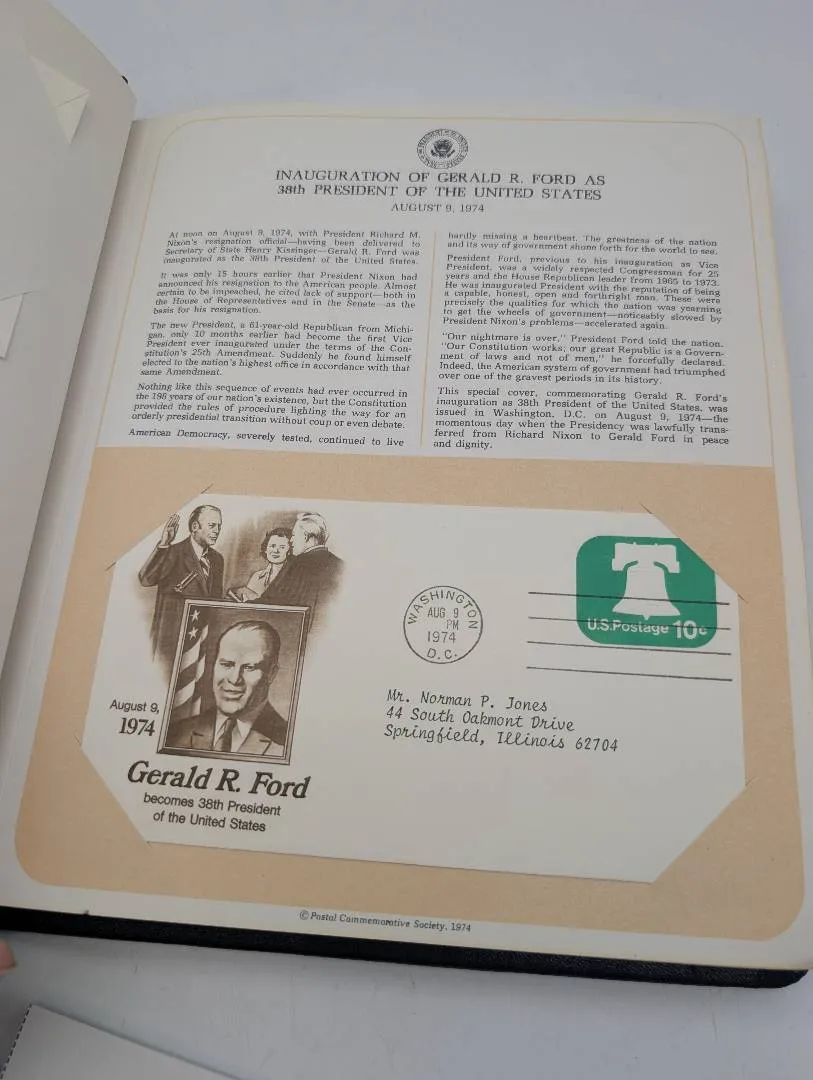 INAUGURATION OF GERALD R. FORD AS
38th PRESIDENT OF THE UNITED STATES
AUGUST 9, 1974
At noon on August 9, 1974, with President Richard M.
Nixon's resignation official—having been delivered to
Secretary of State Henry Kissinger—Gerald R. Ford was
inaugurated as the 38th President of the United States.
It was only 15 hours earlier that President Nixon had
announced his resignation to the American people. Almost
certain to be impeached, he cited lack of support—both in
the House of Representatives and in the Senate—as the
basis for his resignation.
The new President, a 61-year-old Republican from Michi-
gan, only 10 months earlier had become the first Vice
President ever inaugurated under the terms of the Con-
stitution's 25th Amendment. Suddenly he found himself
elected to the nation's highest office in accordance with that
same Amendment.
Nothing like this sequence of events had ever occurred in
the 198 years of our nation's existence, but the Constitution
provided the rules of procedure lighting the way for an
orderly presidential transition without coup or even debate.
American Democracy, severely tested, continued to live
hardly missing a heartbeat. The greatness of the nation
and its way of government shone forth for the world to see.
President Ford, previous to his inauguration as Vice
President, was a widely respected Congressman for 25
years and the House Republican leader from 1965 to 1973.
He was inaugurated President with the reputation of being
a capable, honest, open and forthright man. These were
precisely the qualities for which the nation was yearning
to get the wheels of government—noticeably slowed by
President Nixon's problems—accelerated again.
"Our nightmare is over," President Ford told the nation.
"Our Constitution works; our great Republic is a Govern-
ment of laws and not of men," he forcefully declared.
Indeed, the American system of government had triumphed
over one of the gravest periods in its history.
This special cover, commemorating Gerald R. Ford's
inauguration as 38th President of the United States, was
issued in Washington, D.C. on August 9, 1974—the
momentous day when the Presidency was lawfully trans-
ferred from Richard Nixon to Gerald Ford in peace
and dignity.
WASHINGTON
AUG 9
PM
1974
D.C.
U.S.Postage 10c
Mr. Norman P. Jones
44 South Oakmont Drive
Springfield, Illinois 62704
August 9,
1974
Gerald R. Ford
becomes 38th President
of the United States
© Postal Commemorative Society, 1974